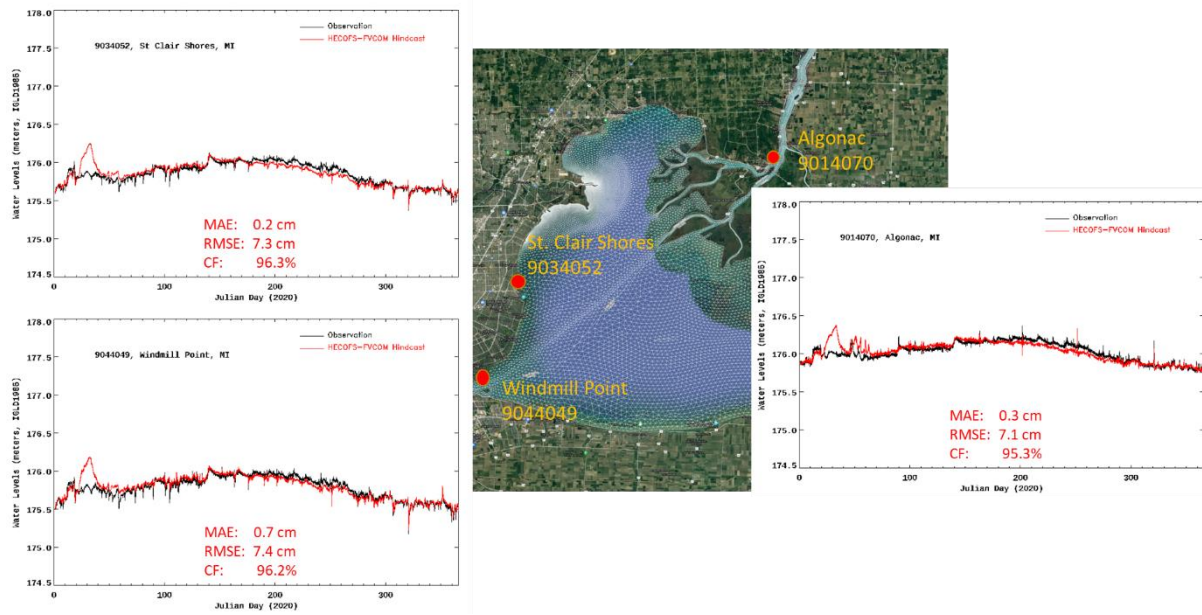 Observation
HECOFS-FVCOM Hindcast
9034052, St Clair Shores, MI
Water Levels (meters, IGLD1985)
178.0
177.5
177.0
176.5
176.0
175.5
175.0
174.5
MAE: 0.2 cm
RMSE: 7.3 cm
CF: 96.3%
0
100
200
300
Julian Day (2020)
Observation
HECOFS-FVCOM Hindcast
9044049, Windmill Point, MI
Water Levels (meters, IGLD1985)
178.0
177.5
177.0
176.5
176.0
175.5
175.0
174.5
MAE: 0.7 cm
RMSE: 7.4 cm
CF: 96.2%
0
100
200
300
Julian Day (2020)
Algonac
9014070
St. Clair Shores
9034052
Windmill Point
9044049
Observation
HECOFS-FVCOM Hindcast
9014070, Algonac, MI
Water Levels (meters, IGLD1985)
178.0
177.5
177.0
176.5
176.0
175.5
175.0
174.5
MAE: 0.3 cm
RMSE: 7.1 cm
CF: 95.3%
0
100
200
300
Julian Day (2020)